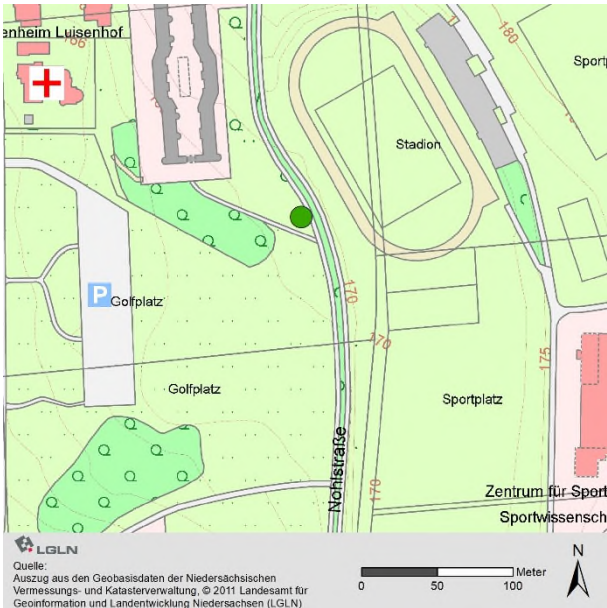 enheim Luisenhof
166
180
Sportp
Stadion
P Golfplatz
170
170
175
Golfplatz
Sportplatz
Nohlstraße
170
Zentrum für Sport
Sportwissensch
LGLN
Quelle:
Auszug aus den Geobasisdaten der Niedersächsischen
Vermessungs- und Katasterverwaltung, © 2011 Landesamt für
Geoinformation und Landentwicklung Niedersachsen (LGLN)
Meter
0 50 100
N